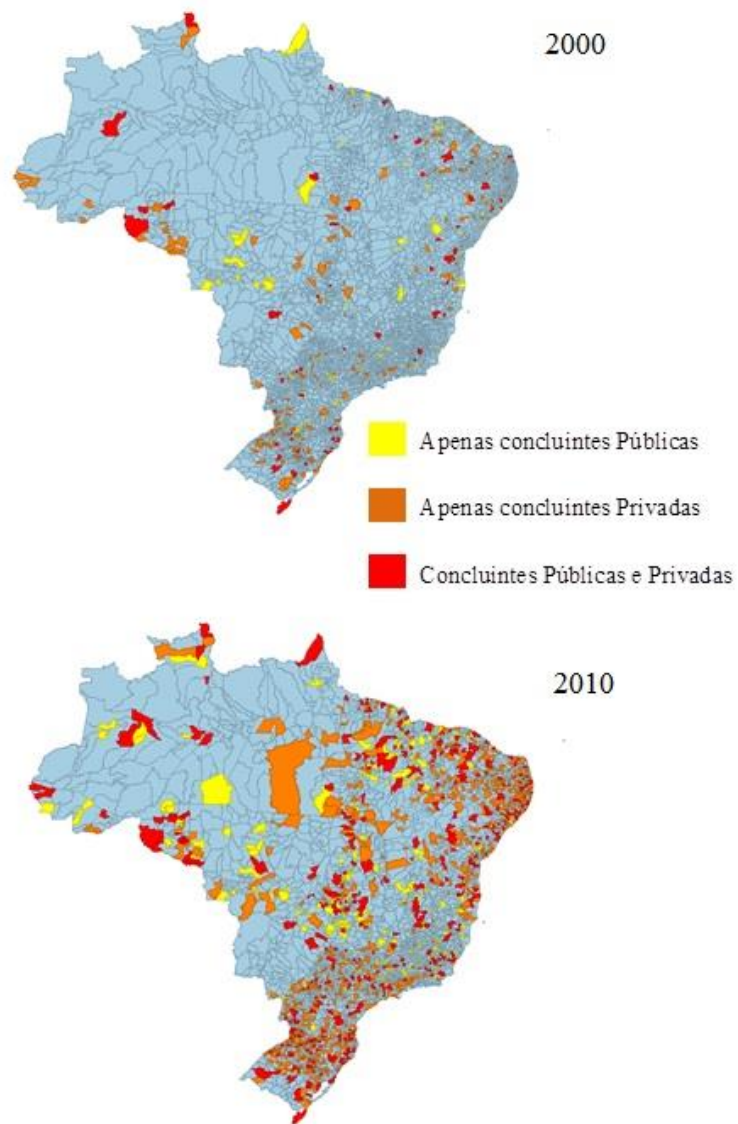 2000
Apenas concluintes Públicas
Apenas concluintes Privadas
Concluintes Públicas e Privadas
2010